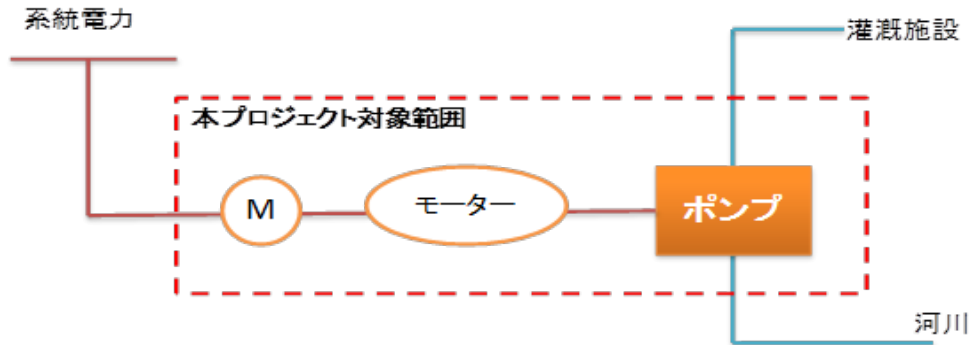 系統電力
灌漑施設
本プロジェクト対象範囲
M
モーター
ポンプ
河川